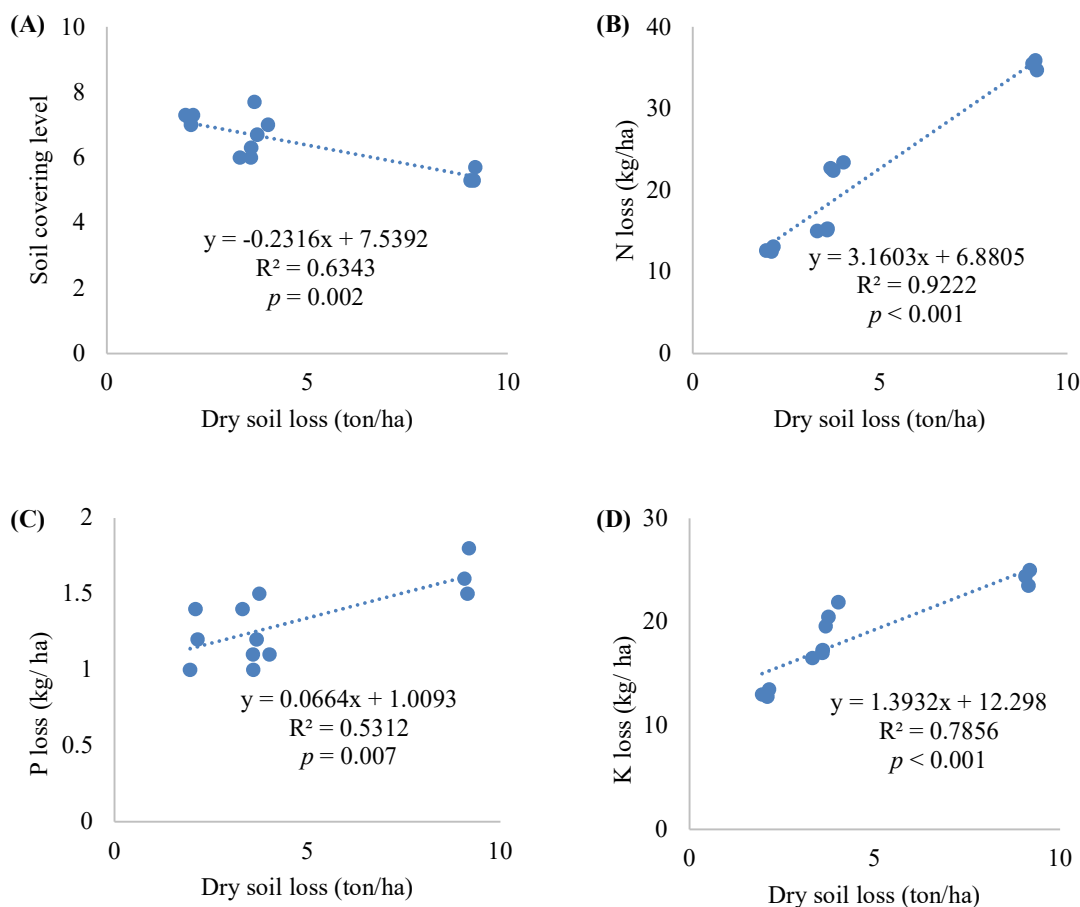 (A)
10
8
6
4
2
0
Soil covering level
y = -0.2316x + 7.5392
R² = 0.6343
p = 0.002
0 5 10
Dry soil loss (ton/ha)
(B)
40
30
20
10
0
N loss (kg/ha)
y = 3.1603x + 6.8805
R² = 0.9222
p < 0.001
0 5 10
Dry soil loss (ton/ha)
(C)
2
1.5
1
0.5
0
P loss (kg/ ha)
y = 0.0664x + 1.0093
R² = 0.5312
p = 0.007
0 5 10
Dry soil loss (ton/ha)
(D)
30
20
10
0
K loss (kg/ ha)
y = 1.3932x + 12.298
R² = 0.7856
p < 0.001
0 5 10
Dry soil loss (ton/ha)